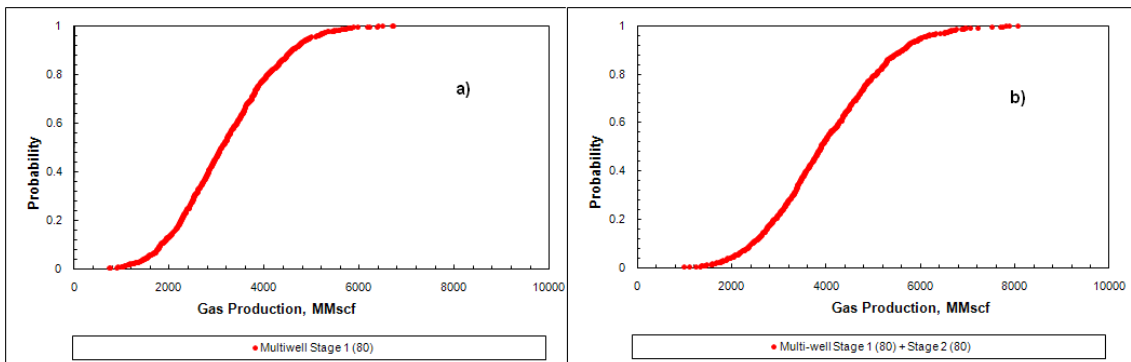 1
0.8
0.6
0.4
0.2
0
Probability
a)
0 2000 4000 6000 8000 10000
Gas Production, MMscf
Multiwell Stage 1 (80)
1
0.8
0.6
0.4
0.2
0
Probability
b)
0 2000 4000 6000 8000 10000
Gas Production, MMscf
Multi-well Stage 1 (80) + Stage 2 (80)